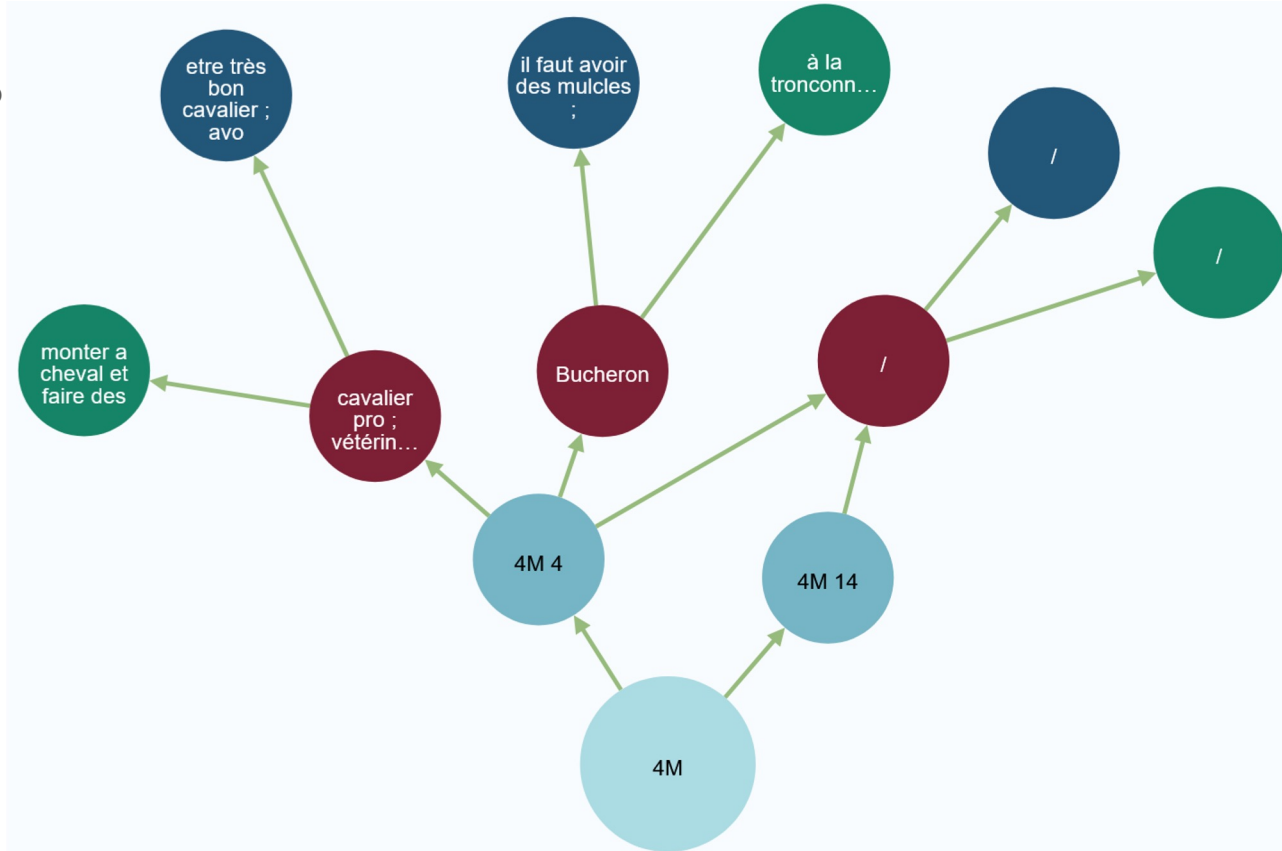 etre très
bon
cavalier ;
avo
il faut avoir
des mulcles
;
à la
tronconn…
/
/
monter a
cheval et
faire des
cavalier
pro ;
vétérin…
Bucheron
/
4M 4
4M 14
4M